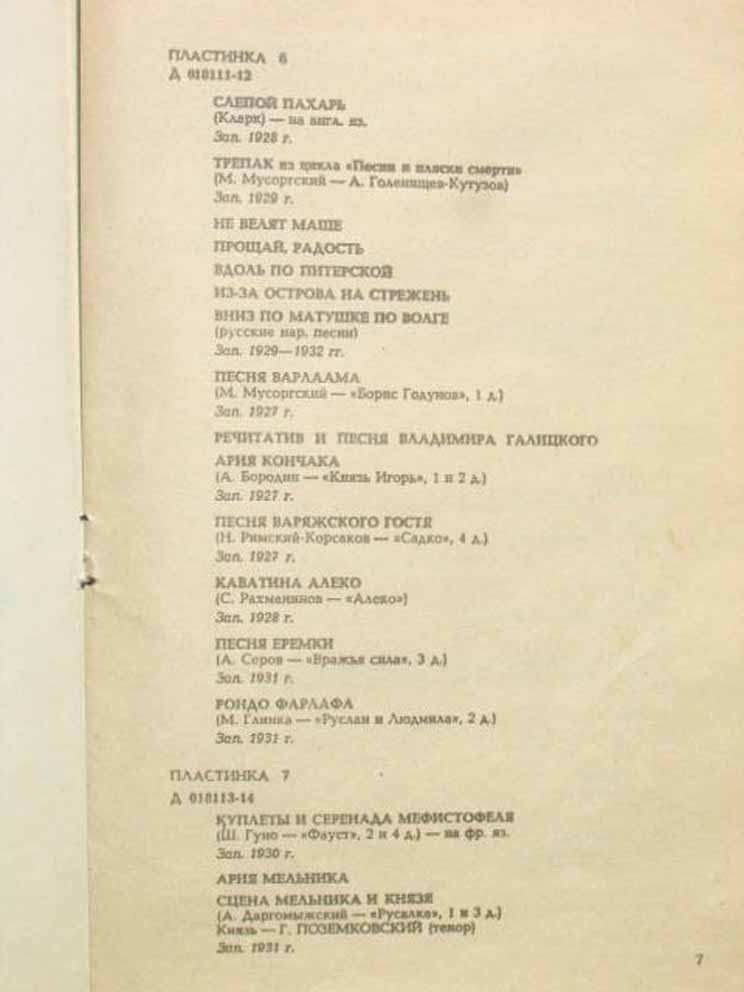 ПЛАСТИНКА 6
Д 018111-12
СЛЕПОЙ ПАХАРЬ
(Кларк) — на англ. яз.
Зап. 1928 г.
ТРЕПАК из цикла «Песни и пляски смерти»
(М. Мусоргский — А. Голенищев-Кутузов)
Зап. 1929 г.
НЕ ВЕЛЯТ МАШЕ
ПРОЩАЙ, РАДОСТЬ
ВДОЛЬ ПО ПИТЕРСКОЙ
ИЗ-ЗА ОСТРОВА НА СТРЕЖЕНЬ
ВНИЗ ПО МАТУШКЕ ПО ВОЛГЕ
(русские нар. песни)
Зап. 1929—1932 гг.
ПЕСНЯ ВАРЛААМА
(М. Мусоргский — «Борис Годунов», 1 д.)
Зап. 1927 г.
РЕЧИТАТИВ И ПЕСНЯ ВЛАДИМИРА ГАЛИЦКОГО
АРИЯ КОНЧАКА
(А. Бородин — «Князь Игорь», 1 и 2 д.)
Зап. 1927 г.
ПЕСНЯ ВАРЯЖСКОГО ГОСТЯ
(Н. Римский-Корсаков — «Садко», 4 д.)
Зап. 1927 г.
КАВАТИНА АЛЕКО
(С. Рахманинов — «Алеко»)
Зап. 1928 г.
ПЕСНЯ ЕРЕМКИ
(А. Серов — «Вражья сила», 3 д.)
Зап. 1931 г.
РОНДО ФАРЛАФА
(М. Глинка — «Руслан и Людмила», 2 д.)
Зап. 1931 г.
ПЛАСТИНКА 7
Д 018113-14
КУПЛЕТЫ И СЕРЕНАДА МЕФИСТОФЕЛЯ
(Ш. Гуно — «Фауст», 2 и 4 д.) — на фр. яз.
Зап. 1930 г.
АРИЯ МЕЛЬНИКА
СЦЕНА МЕЛЬНИКА И КНЯЗЯ
(А. Даргомыжский — «Русалка», 1 и 3 д.)
Князь — Г. ПОЗЕМКОВСКИЙ (тенор)
Зап. 1931 г.
7